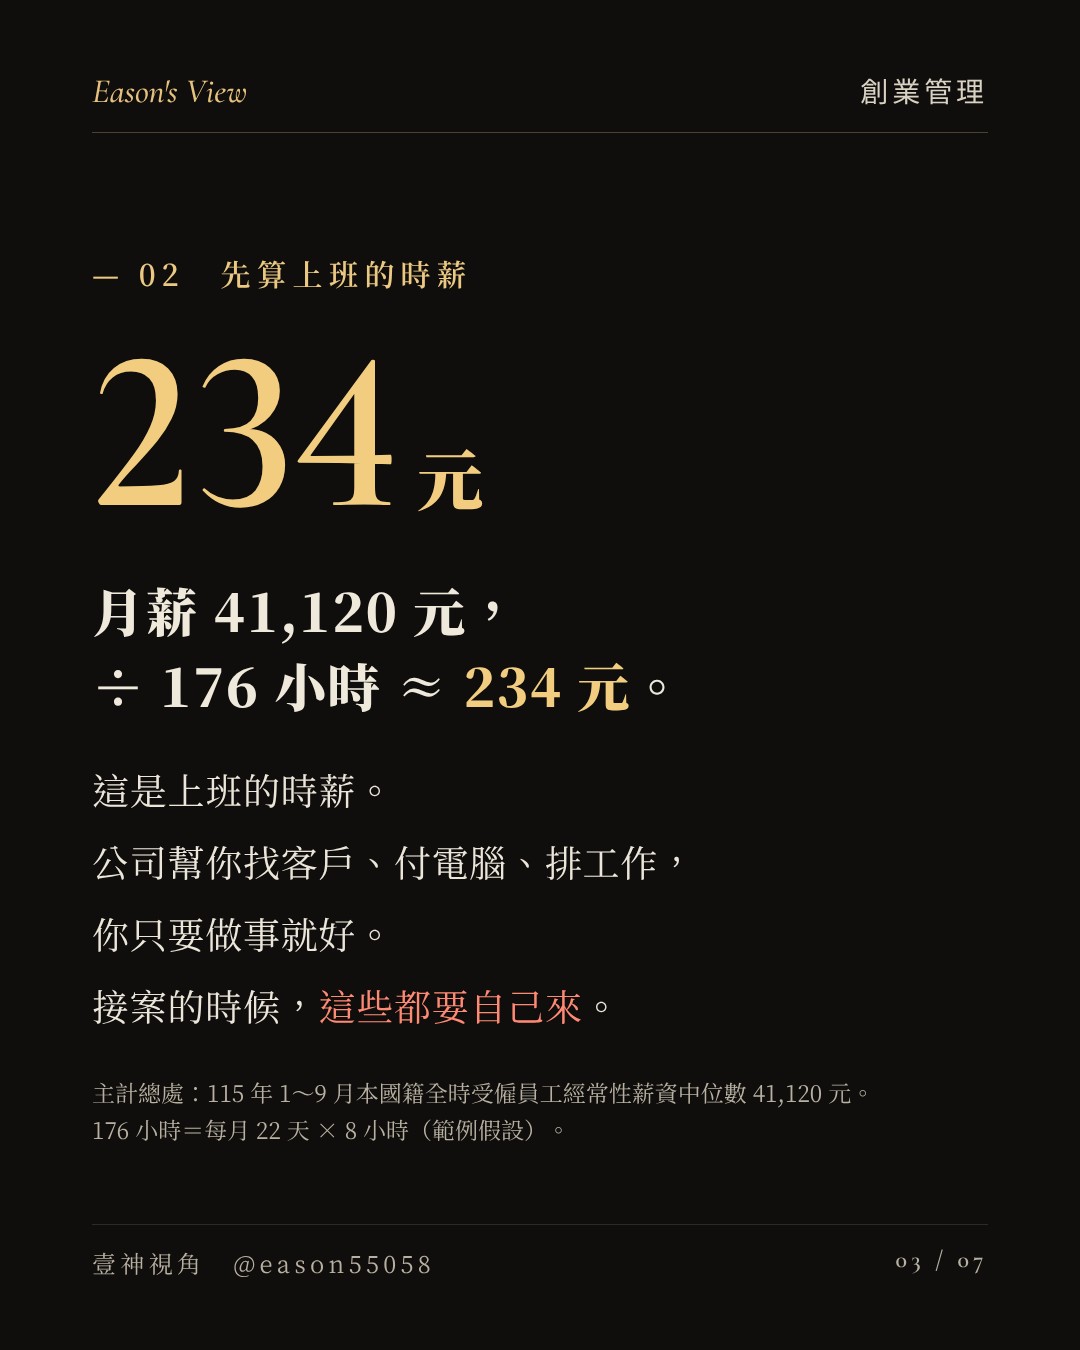 Eason's View
創業管理
— 02 先算上班的時薪
234 元
月薪 41,120 元，
÷ 176 小時 ≈ 234 元。
這是上班的時薪。
公司幫你找客戶、付電腦、排工作，
你只要做事就好。
接案的時候，這些都要自己來。
主計總處：115 年 1～9 月本國籍全時受僱員工經常性薪資中位數 41,120 元。
176 小時＝每月 22 天 × 8 小時（範例假設）。
壹神視角 @eason55058
03 / 07